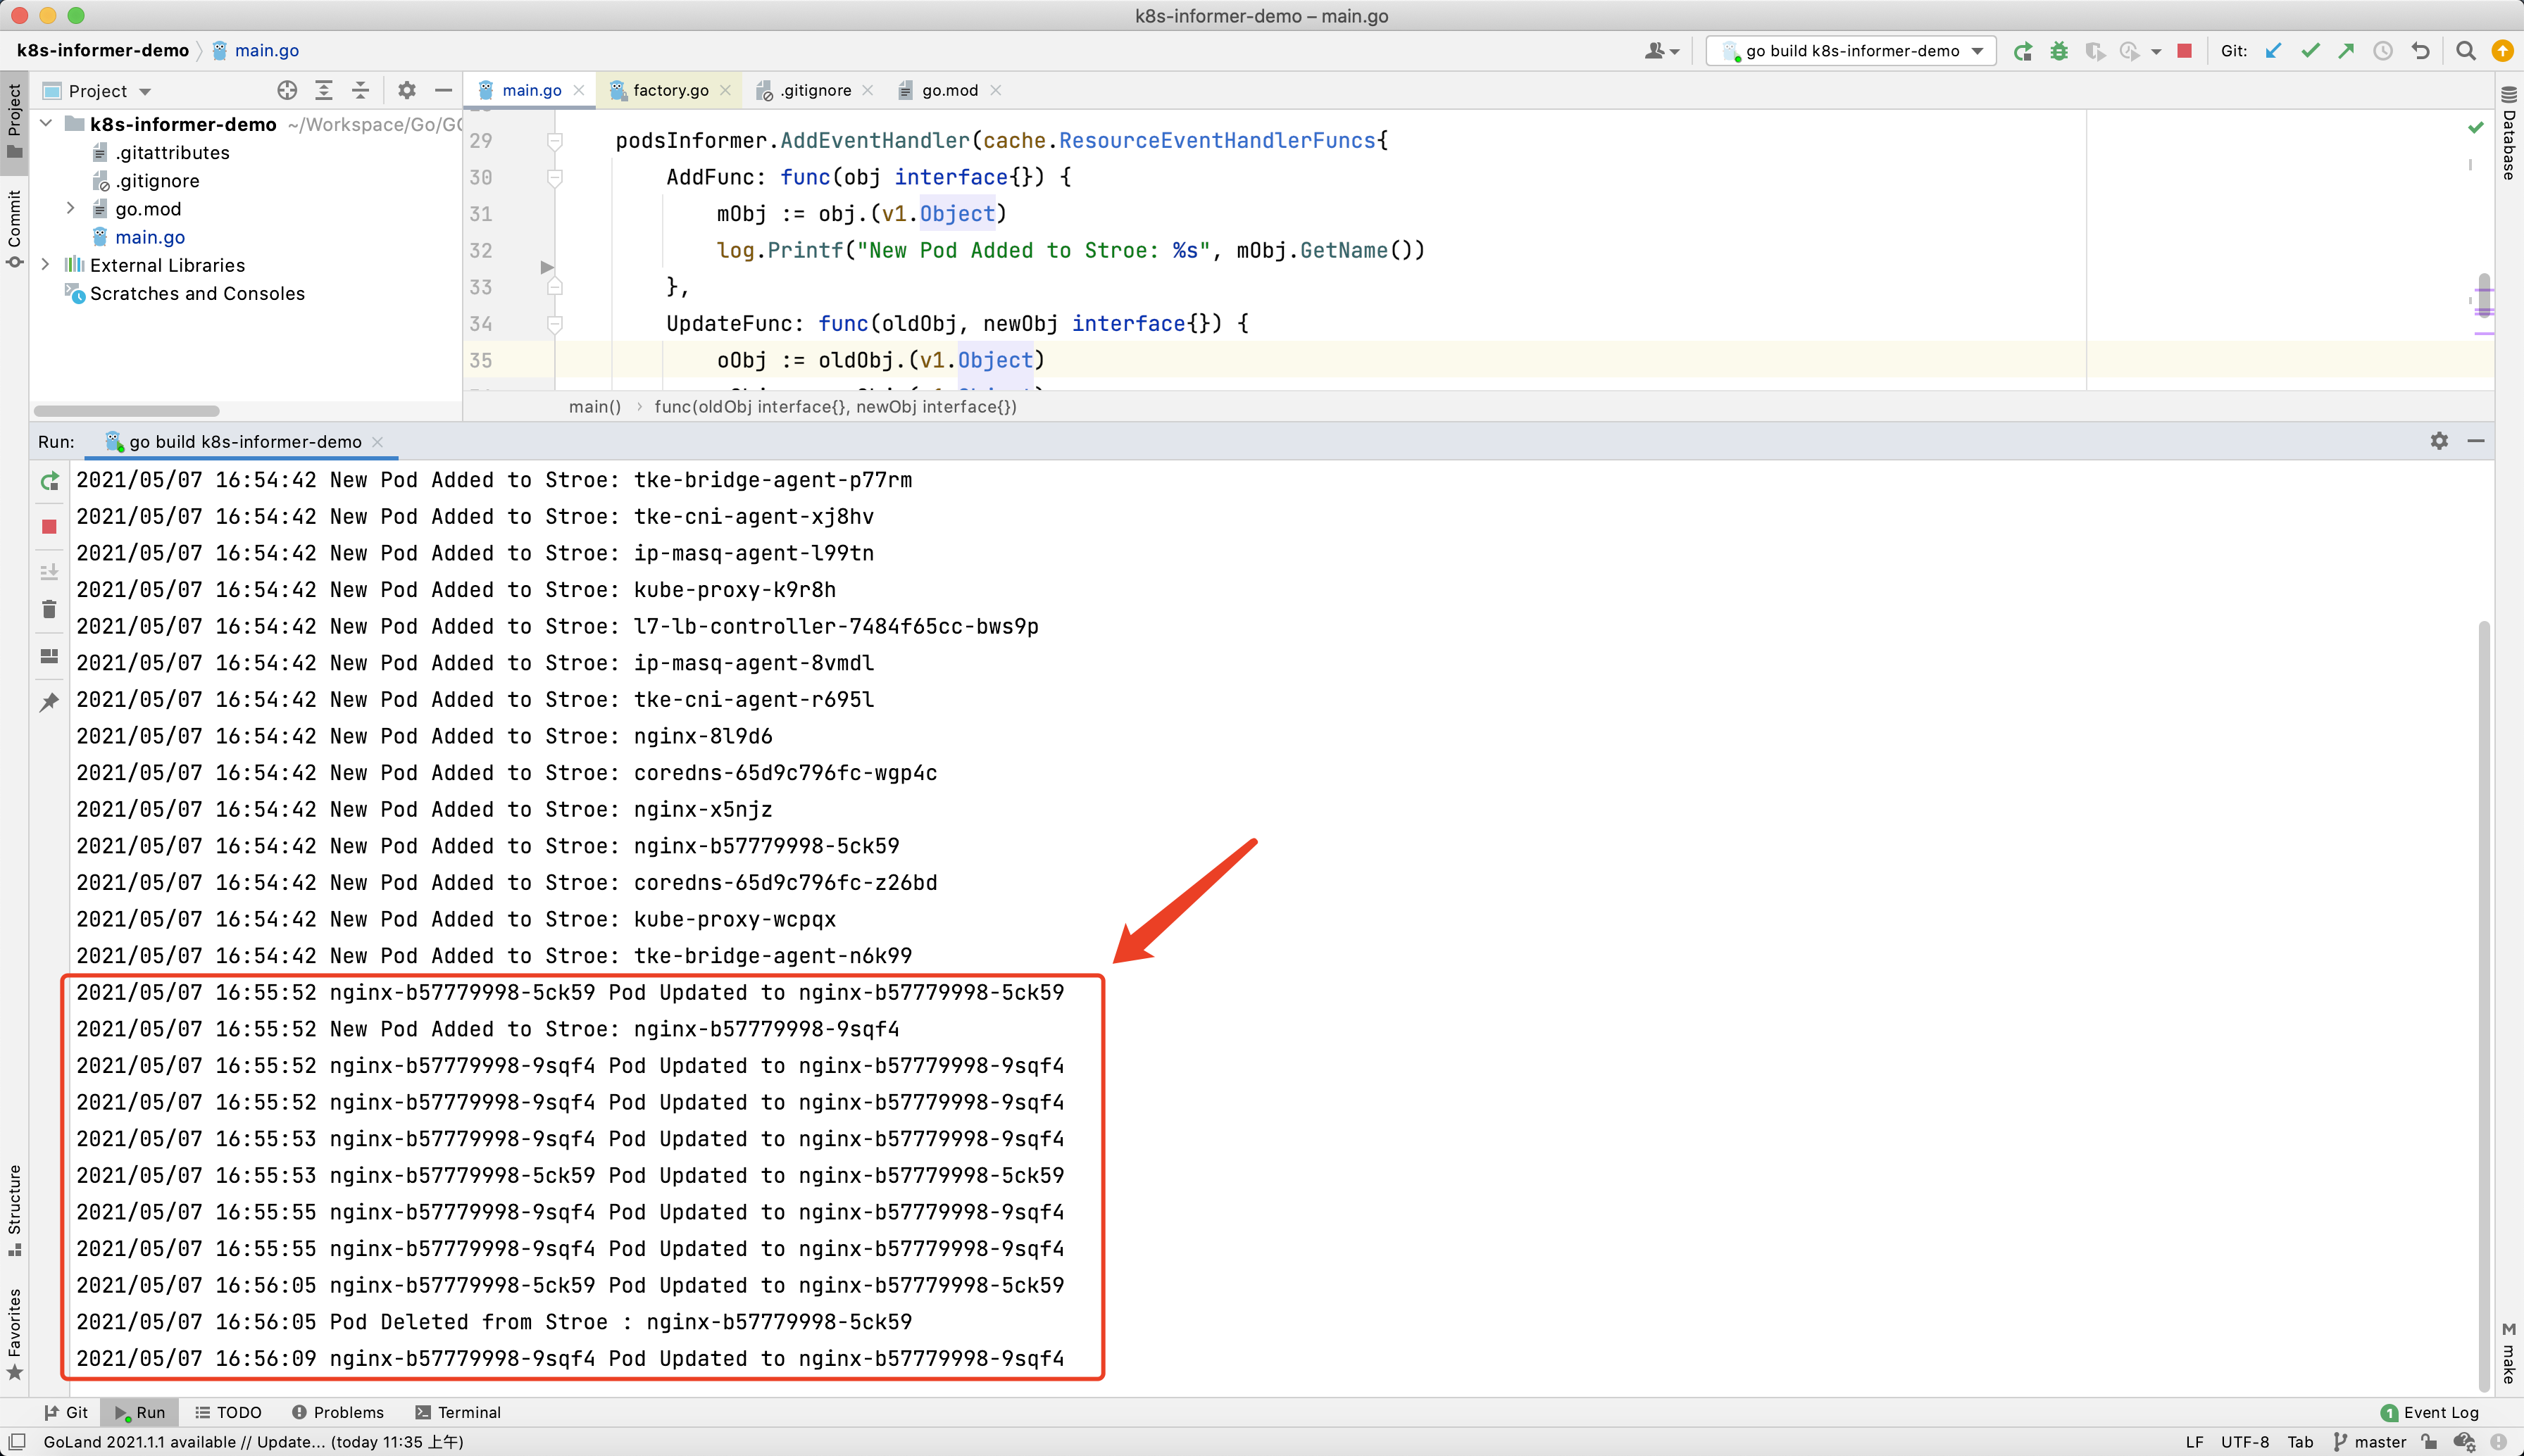 k8s-informer-demo – main.go
k8s-informer-demo main.go
go build k8s-informer-demo
Git:
Project
main.go
factory.go
.gitignore
go.mod
k8s-informer-demo ~/Workspace/Go/GO
.gitattributes
.gitignore
go.mod
main.go
External Libraries
Scratches and Consoles
Project
Commit
Structure
Favorites
Database
make
29 podsInformer.AddEventHandler(cache.ResourceEventHandlerFuncs{
30 AddFunc: func(obj interface{}) {
31 mObj := obj.(v1.Object)
32 log.Printf("New Pod Added to Stroe: %s", mObj.GetName())
33 },
34 UpdateFunc: func(oldObj, newObj interface{}) {
35 oObj := oldObj.(v1.Object)
main() › func(oldObj interface{}, newObj interface{})
Run: go build k8s-informer-demo
2021/05/07 16:54:42 New Pod Added to Stroe: tke-bridge-agent-p77rm
2021/05/07 16:54:42 New Pod Added to Stroe: tke-cni-agent-xj8hv
2021/05/07 16:54:42 New Pod Added to Stroe: ip-masq-agent-l99tn
2021/05/07 16:54:42 New Pod Added to Stroe: kube-proxy-k9r8h
2021/05/07 16:54:42 New Pod Added to Stroe: l7-lb-controller-7484f65cc-bws9p
2021/05/07 16:54:42 New Pod Added to Stroe: ip-masq-agent-8vmdl
2021/05/07 16:54:42 New Pod Added to Stroe: tke-cni-agent-r695l
2021/05/07 16:54:42 New Pod Added to Stroe: nginx-8l9d6
2021/05/07 16:54:42 New Pod Added to Stroe: coredns-65d9c796fc-wgp4c
2021/05/07 16:54:42 New Pod Added to Stroe: nginx-x5njz
2021/05/07 16:54:42 New Pod Added to Stroe: nginx-b57779998-5ck59
2021/05/07 16:54:42 New Pod Added to Stroe: coredns-65d9c796fc-z26bd
2021/05/07 16:54:42 New Pod Added to Stroe: kube-proxy-wcpqx
2021/05/07 16:54:42 New Pod Added to Stroe: tke-bridge-agent-n6k99
2021/05/07 16:55:52 nginx-b57779998-5ck59 Pod Updated to nginx-b57779998-5ck59
2021/05/07 16:55:52 New Pod Added to Stroe: nginx-b57779998-9sqf4
2021/05/07 16:55:52 nginx-b57779998-9sqf4 Pod Updated to nginx-b57779998-9sqf4
2021/05/07 16:55:52 nginx-b57779998-9sqf4 Pod Updated to nginx-b57779998-9sqf4
2021/05/07 16:55:53 nginx-b57779998-9sqf4 Pod Updated to nginx-b57779998-9sqf4
2021/05/07 16:55:53 nginx-b57779998-5ck59 Pod Updated to nginx-b57779998-5ck59
2021/05/07 16:55:55 nginx-b57779998-9sqf4 Pod Updated to nginx-b57779998-9sqf4
2021/05/07 16:55:55 nginx-b57779998-9sqf4 Pod Updated to nginx-b57779998-9sqf4
2021/05/07 16:56:05 nginx-b57779998-5ck59 Pod Updated to nginx-b57779998-5ck59
2021/05/07 16:56:05 Pod Deleted from Stroe : nginx-b57779998-5ck59
2021/05/07 16:56:09 nginx-b57779998-9sqf4 Pod Updated to nginx-b57779998-9sqf4
Git Run TODO Problems Terminal 1 Event Log
GoLand 2021.1.1 available // Update... (today 11:35 上午) LF UTF-8 Tab master